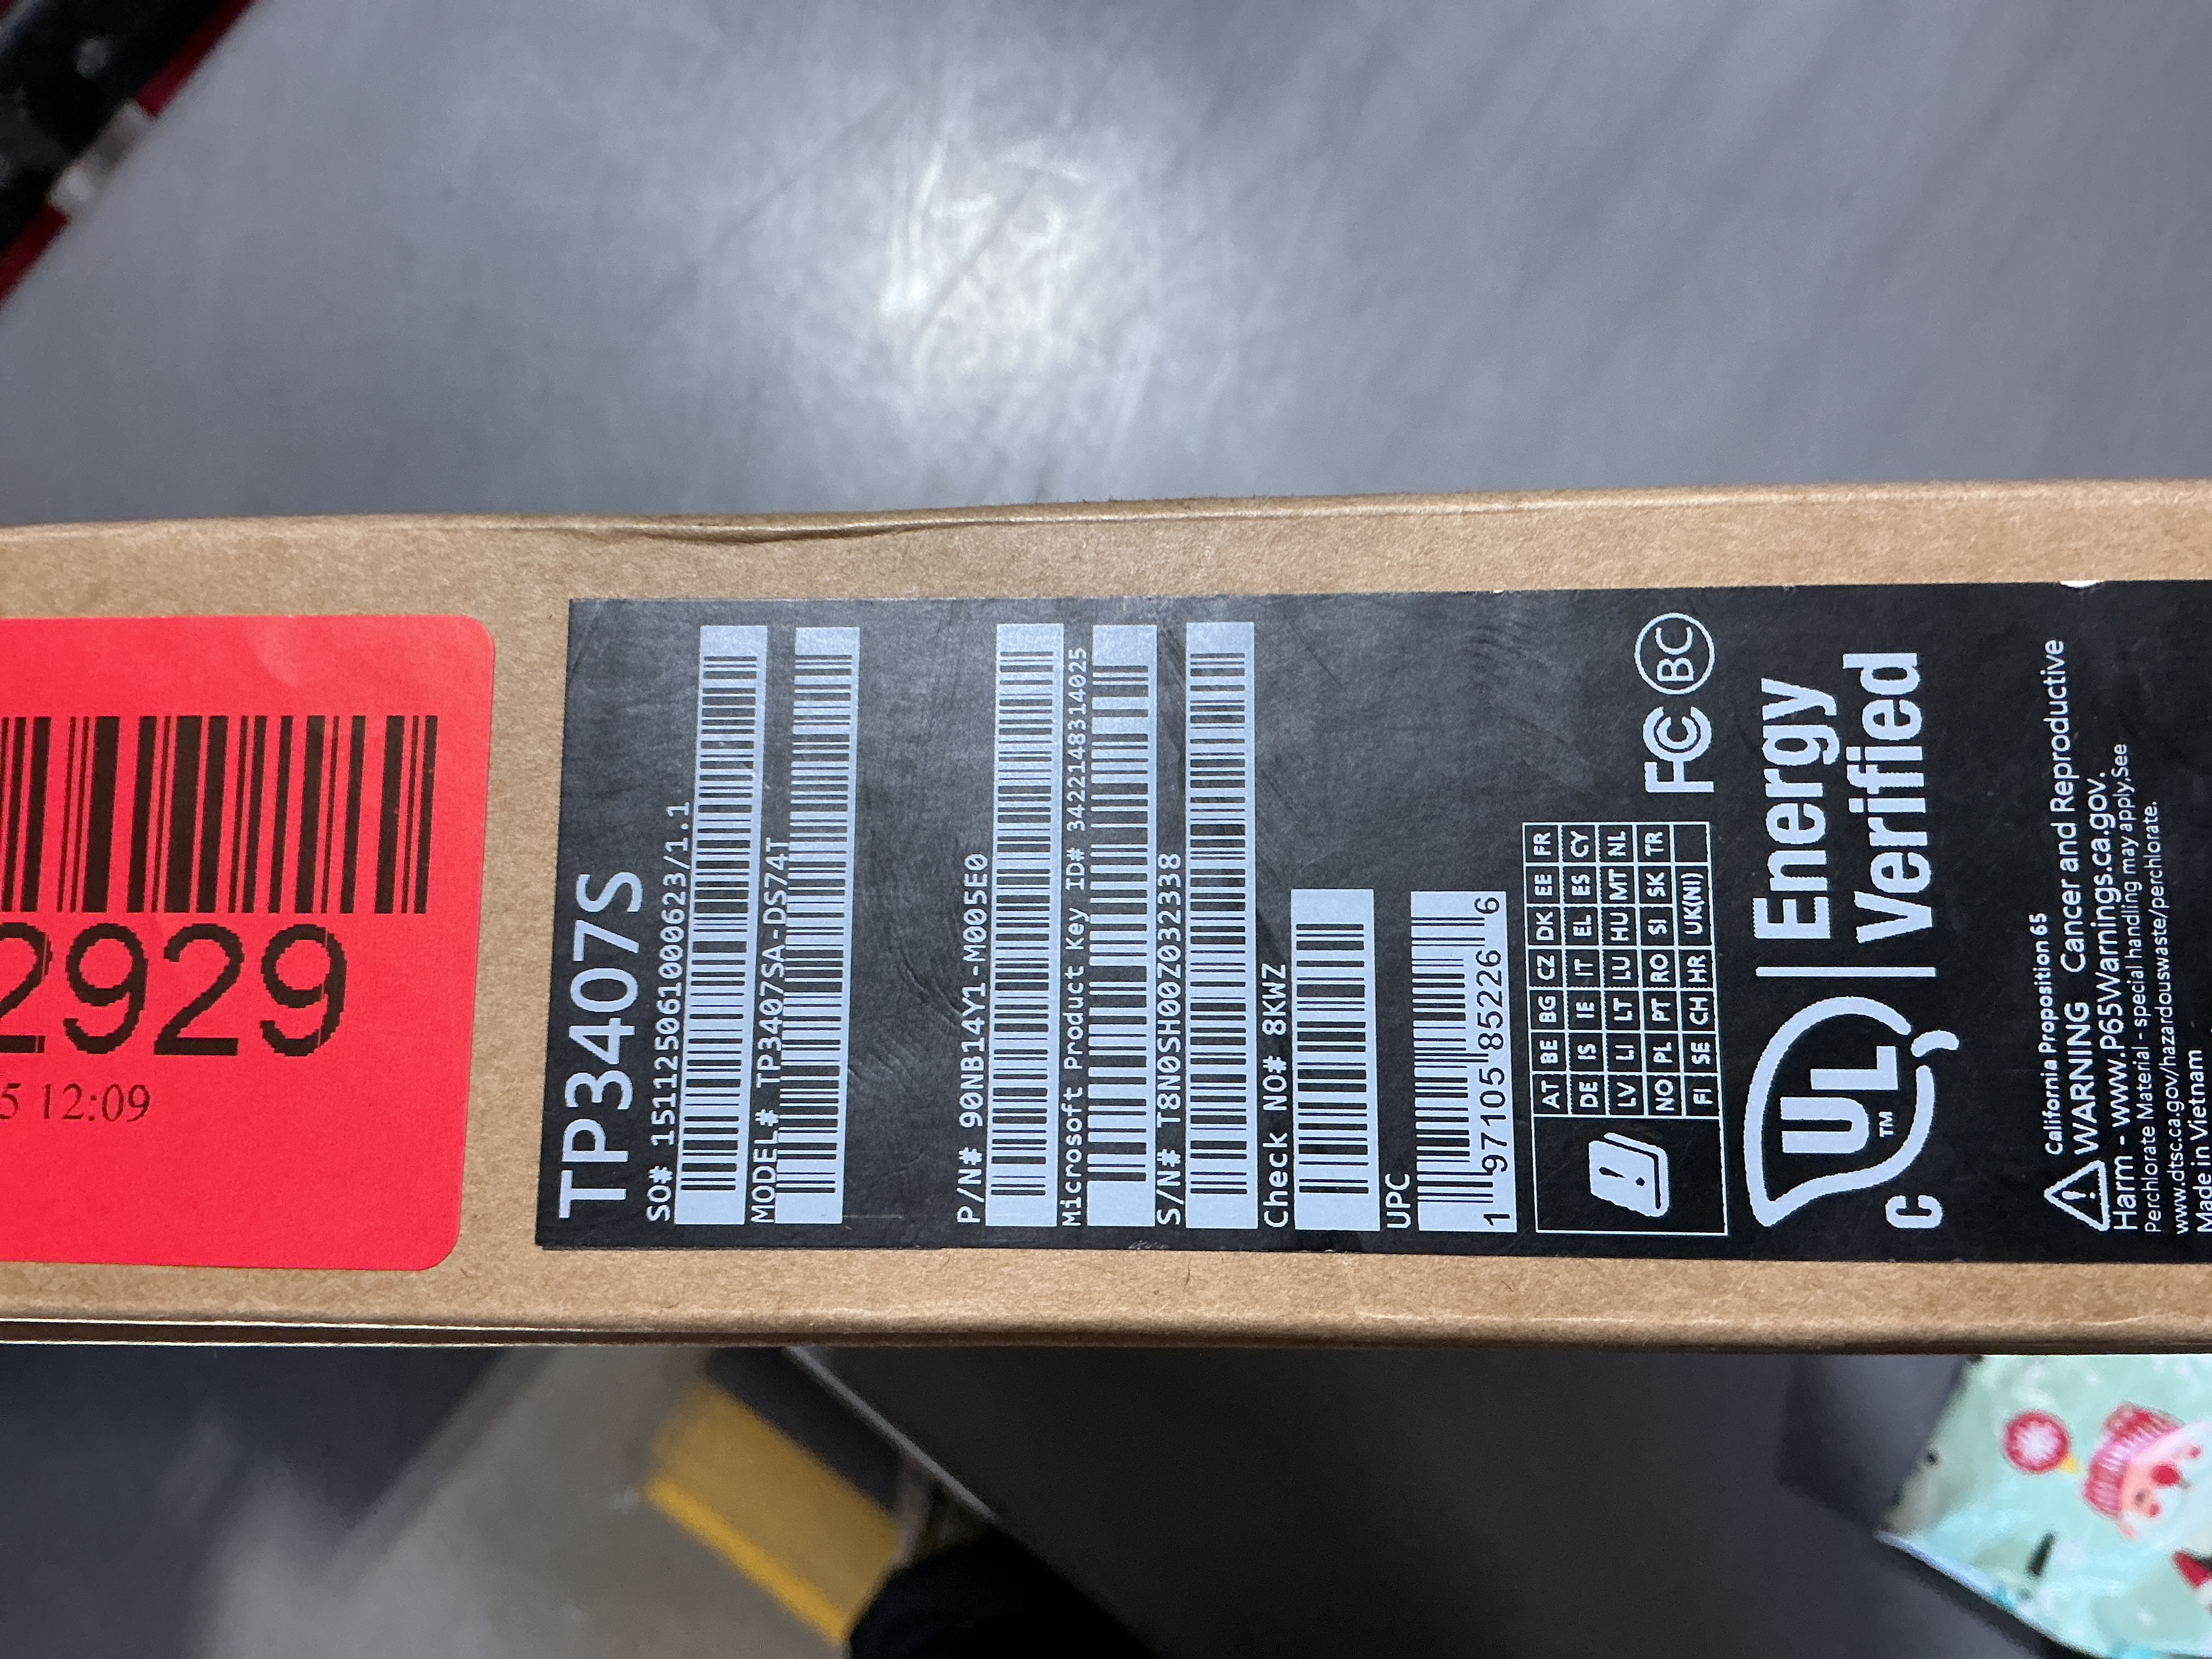 2929
5 12:09
TP3407S
SO# 151125061000623/1.1
MODEL# TP3407SA-DS74T
P/N# 90NB14Y1-M005E0
Microsoft Product Key ID# 3422148314025
S/N# T8N0SH00Z032338
Check NO# 8KWZ
UPC
1 97105 85226 6
AT BE BG CZ DK EE FR
DE IS IE IT EL ES CY
LV LI LT LU HU MT NL
NO PL PT RO SI SK TR
FI SE CH HR UK(NI)
FC BC
C UL TM Energy
Verified
California Proposition 65
WARNING Cancer and Reproductive
Harm - www.P65Warnings.ca.gov.
Perchlorate Material - special handling may apply,See
www.dtsc.ca.gov/hazardouswaste/perchlorate.
Made in Vietnam